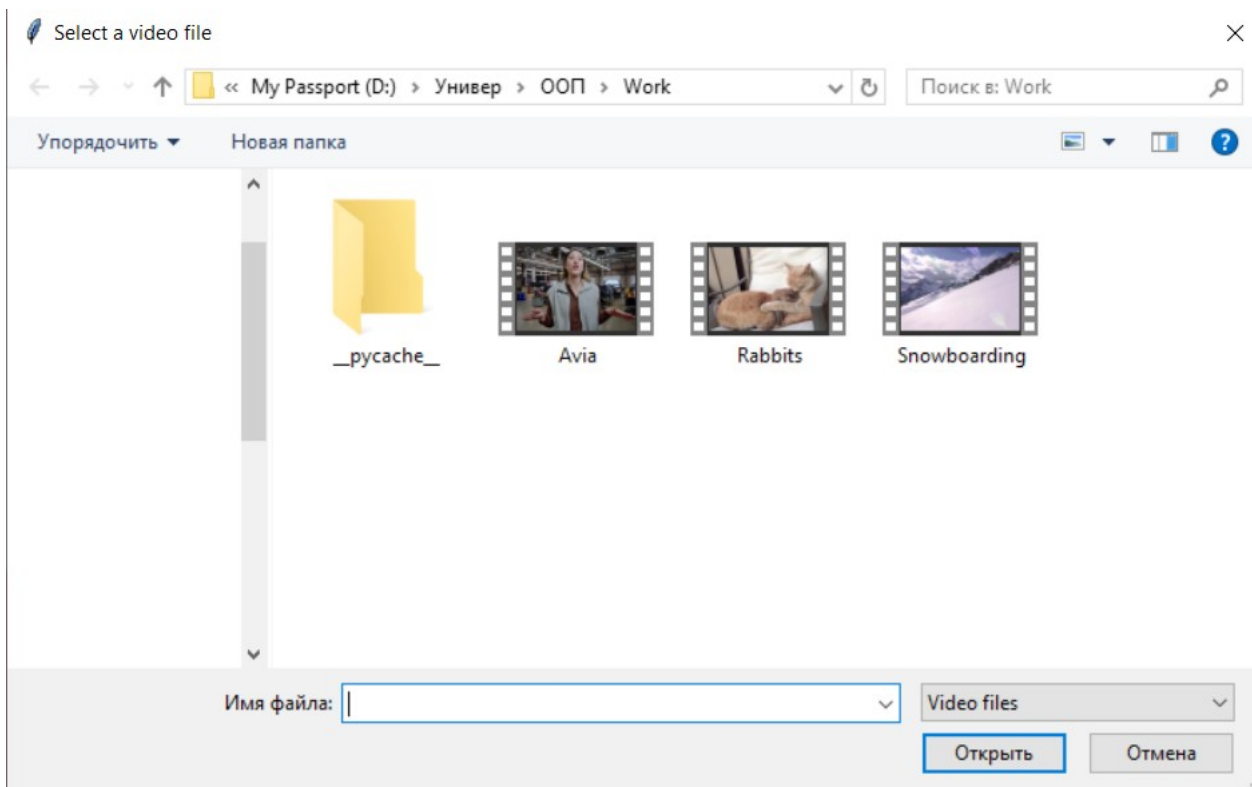 Select a video file
« My Passport (D:) › Универ › ООП › Work
Поиск в: Work
Упорядочить
Новая папка
__pycache__
Avia
Rabbits
Snowboarding
Имя файла:
Video files
Открыть
Отмена